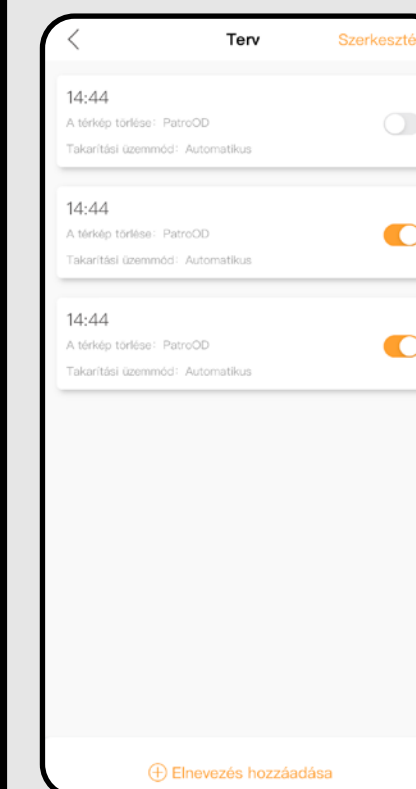 Terv
Szerkeszté
14:44
A térkép törlése: PatroOD
Takarítási üzemmód: Automatikus
14:44
A térkép törlése: PatroOD
Takarítási üzemmód: Automatikus
14:44
A térkép törlése: PatroOD
Takarítási üzemmód: Automatikus
Elnevezés hozzáadása